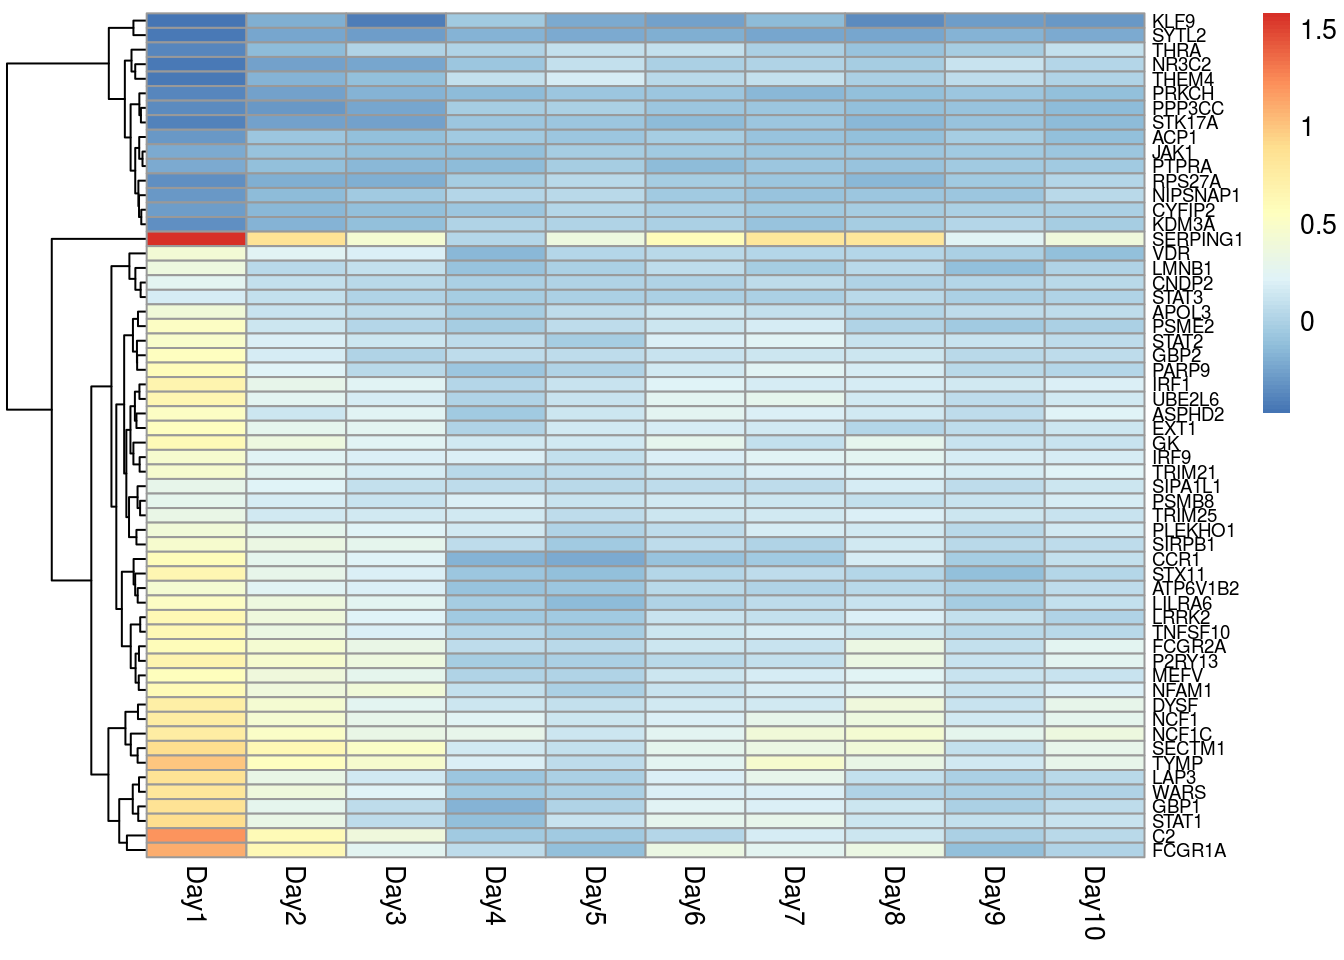 KLF9
SYTL2
THRA
NR3C2
THEM4
PRKCH
PPP3CC
STK17A
ACP1
JAK1
PTPRA
RPS27A
NIPSNAP1
CYFIP2
KDM3A
SERPING1
VDR
LMNB1
CNDP2
STAT3
APOL3
PSME2
STAT2
GBP2
PARP9
IRF1
UBE2L6
ASPHD2
EXT1
GK
IRF9
TRIM21
SIPA1L1
PSMB8
TRIM25
PLEKHO1
SIRPB1
CCR1
STX11
ATP6V1B2
LILRA6
LRRK2
TNFSF10
FCGR2A
P2RY13
MEFV
NFAM1
DYSF
NCF1
NCF1C
SECTM1
TYMP
LAP3
WARS
GBP1
STAT1
C2
FCGR1A
1.5
1
0.5
0
Day1 Day2 Day3 Day4 Day5 Day6 Day7 Day8 Day9 Day10